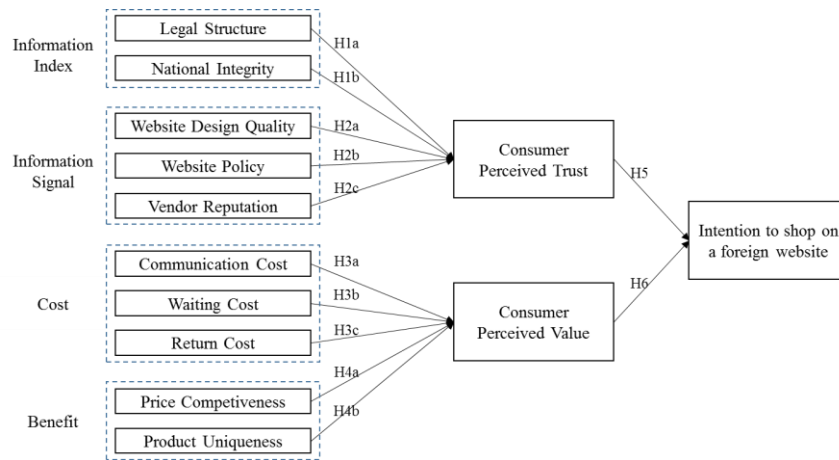 Information
Index
Legal Structure
National Integrity
H1a
H1b
Information
Signal
Website Design Quality
Website Policy
Vendor Reputation
H2a
H2b
H2c
Consumer
Perceived Trust
H5
Cost
Communication Cost
Waiting Cost
Return Cost
H3a
H3b
H3c
Consumer
Perceived Value
H6
Intention to shop on
a foreign website
Benefit
Price Competiveness
Product Uniqueness
H4a
H4b